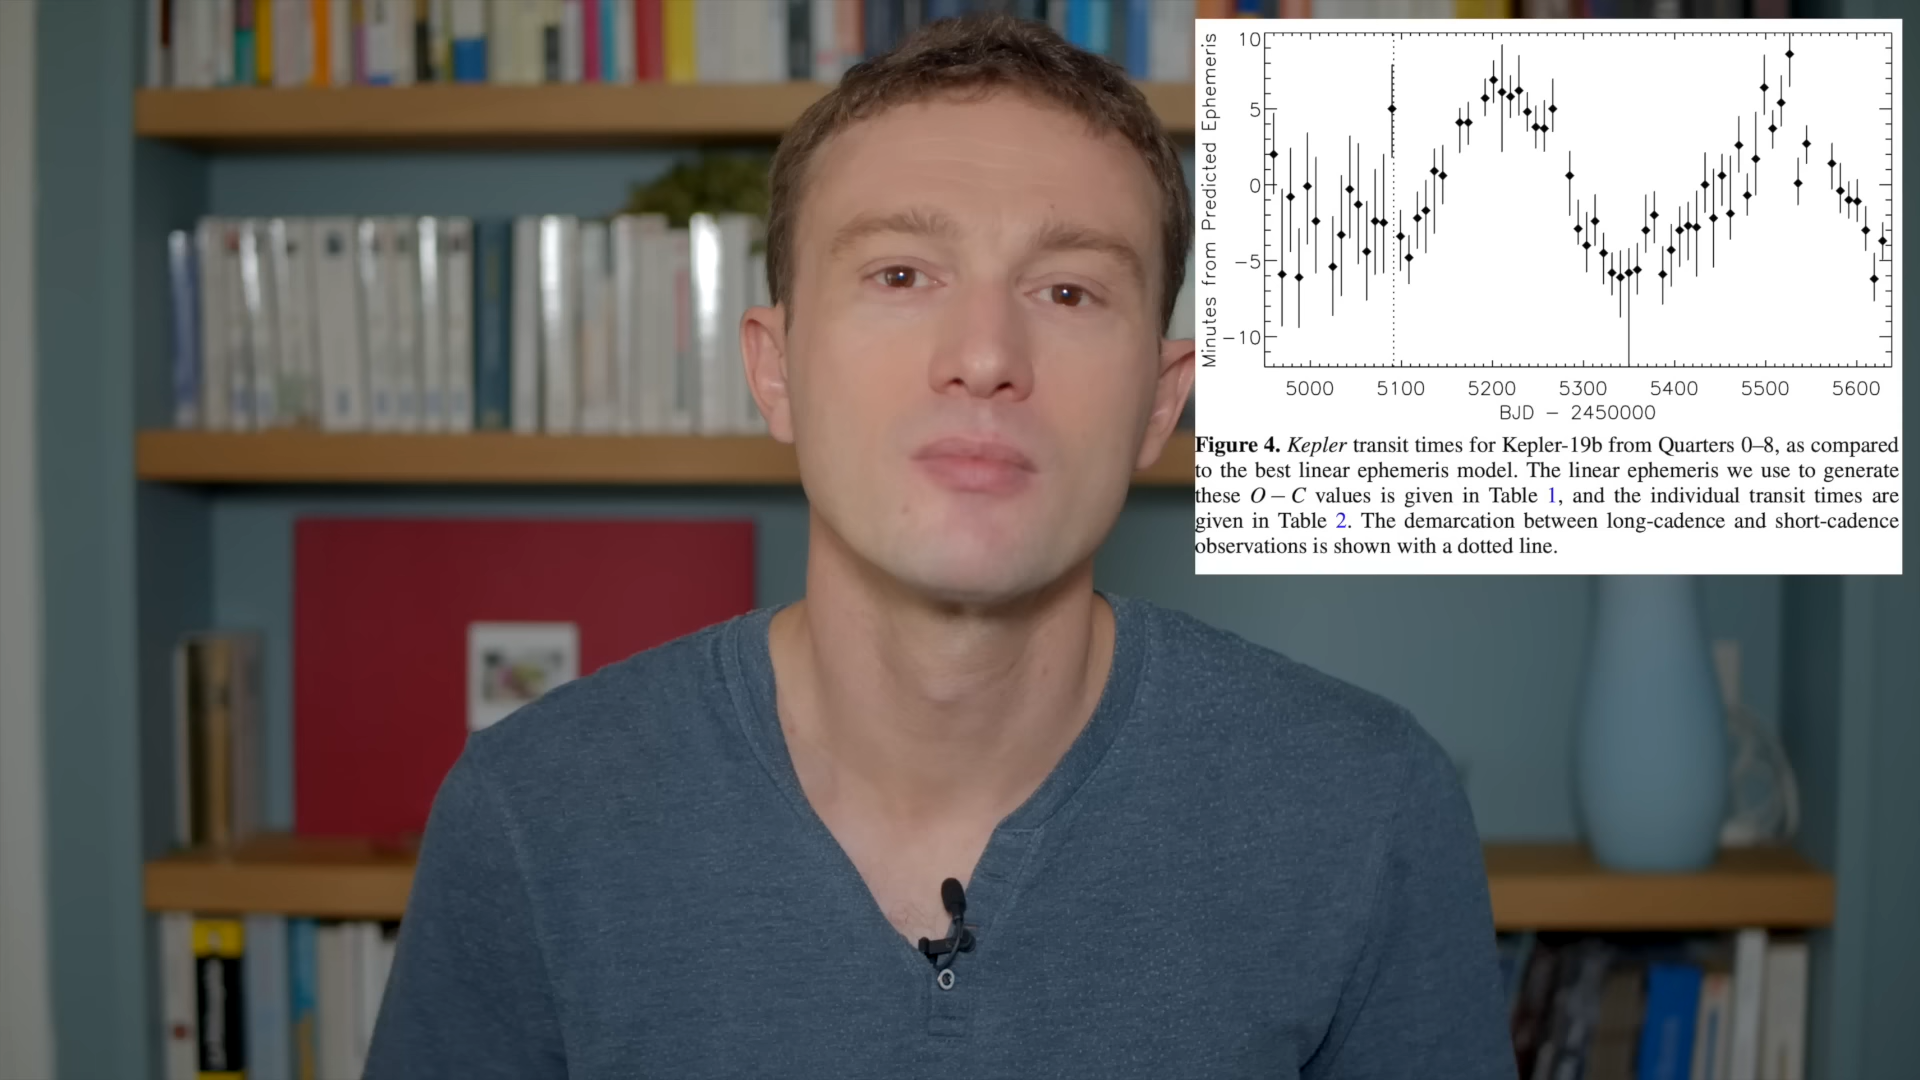 Minutes from Predicted Ephemeris
10
5
0
−5
−10
5000 5100 5200 5300 5400 5500 5600
BJD − 2450000
Figure 4. Kepler transit times for Kepler-19b from Quarters 0–8, as compared
to the best linear ephemeris model. The linear ephemeris we use to generate
these O − C values is given in Table 1, and the individual transit times are
given in Table 2. The demarcation between long-cadence and short-cadence
observations is shown with a dotted line.